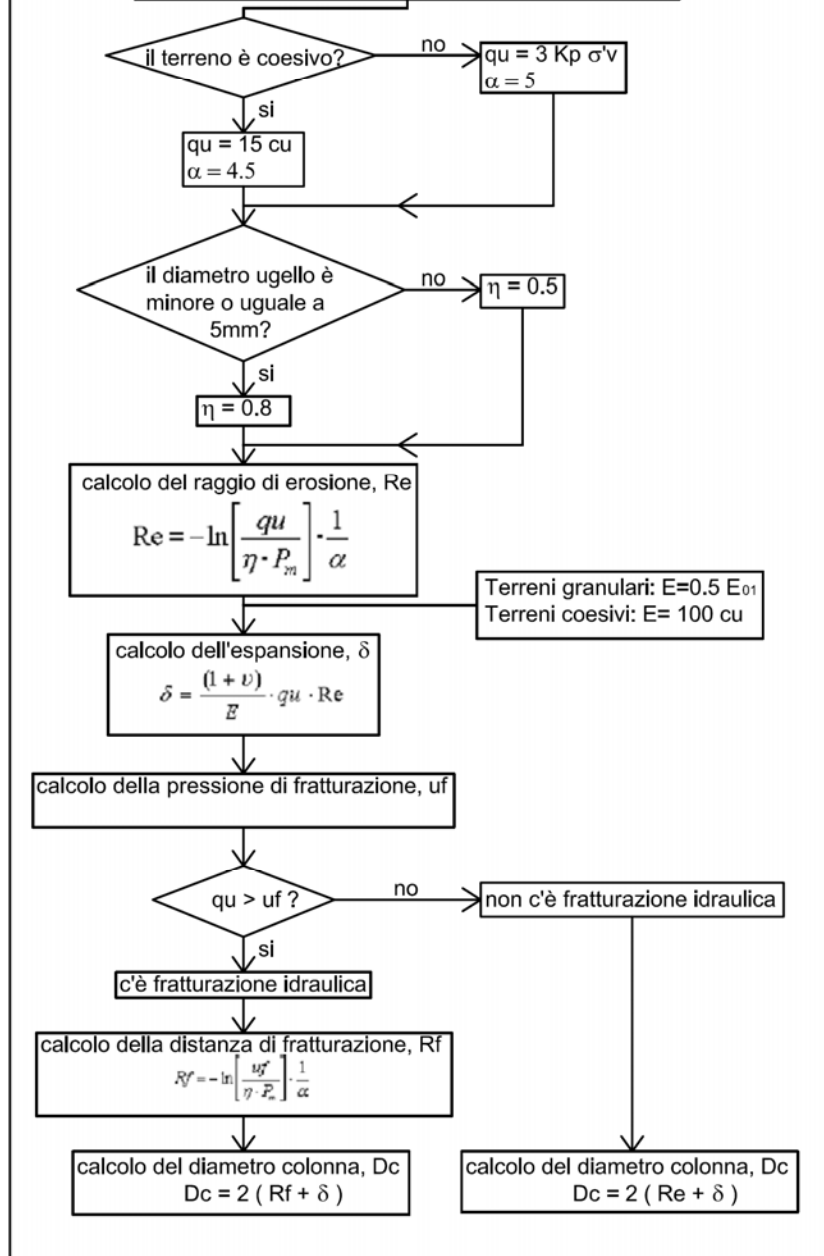 il terreno è coesivo?
no
qu = 3 Kp σ'v
α = 5
si
qu = 15 cu
α = 4.5
il diametro ugello è
minore o uguale a
5mm?
no
η = 0.5
si
η = 0.8
calcolo del raggio di erosione, Re
Re = −ln[qu / (η · Pm)] · 1/α
Terreni granulari: E=0.5 E01
Terreni coesivi: E= 100 cu
calcolo dell'espansione, δ
δ = (1 + υ)/E · qu · Re
calcolo della pressione di fratturazione, uf
qu > uf ?
no
non c'è fratturazione idraulica
si
c'è fratturazione idraulica
calcolo della distanza di fratturazione, Rf
Rf = − ln[uf / (η · Pm)] · 1/α
calcolo del diametro colonna, Dc
Dc = 2 ( Rf + δ )
calcolo del diametro colonna, Dc
Dc = 2 ( Re + δ )